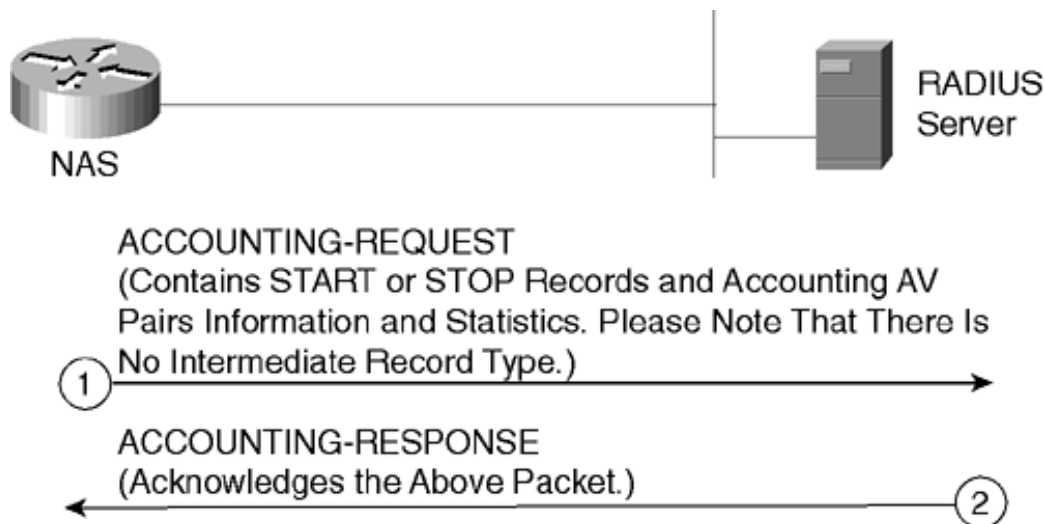 RADIUS
Server
NAS
ACCOUNTING-REQUEST
(Contains START or STOP Records and Accounting AV
Pairs Information and Statistics. Please Note That There Is
No Intermediate Record Type.)
1
ACCOUNTING-RESPONSE
(Acknowledges the Above Packet.)
2